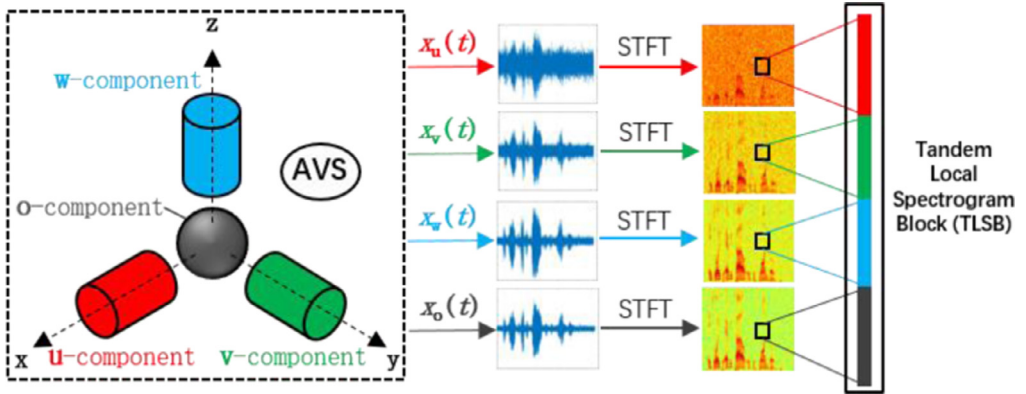 z
w-component
AVS
o-component
x
u-component
v-component
y
xu(t)
STFT
xv(t)
STFT
xw(t)
STFT
xo(t)
STFT
Tandem
Local
Spectrogram
Block (TLSB)